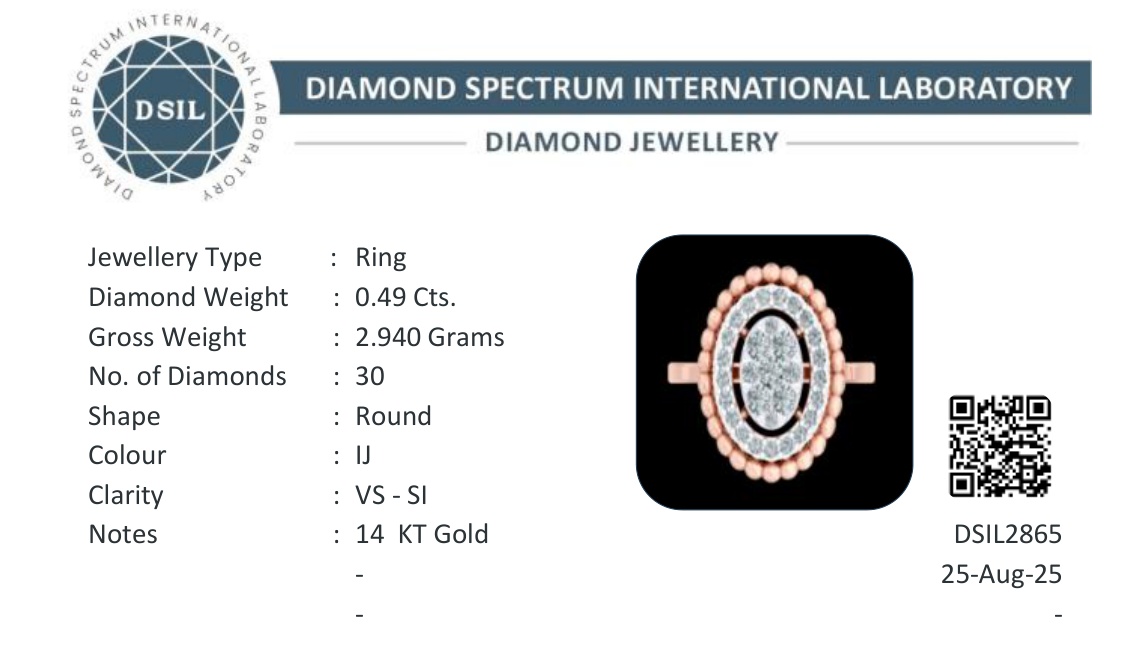 DIAMOND SPECTRUM INTERNATIONAL LABORATORY
DSIL
DIAMOND SPECTRUM INTERNATIONAL LABORATORY
DIAMOND JEWELLERY
Jewellery Type : Ring
Diamond Weight : 0.49 Cts.
Gross Weight : 2.940 Grams
No. of Diamonds : 30
Shape : Round
Colour : IJ
Clarity : VS - SI
Notes : 14 KT Gold
-
-
DSIL2865
25-Aug-25
-